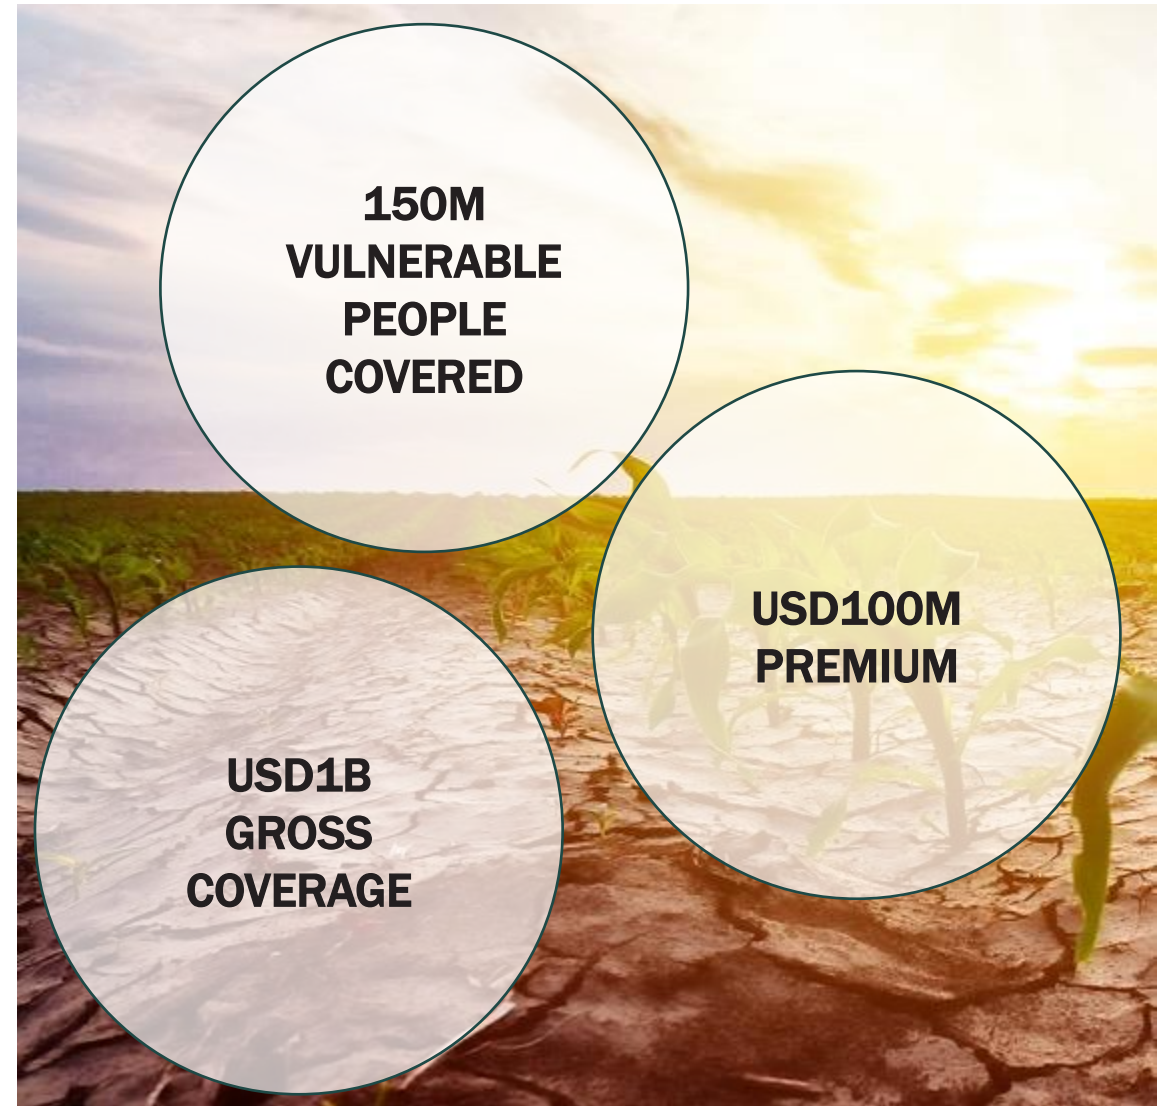 150M
VULNERABLE
PEOPLE
COVERED
USD100M
PREMIUM
USD1B
GROSS
COVERAGE